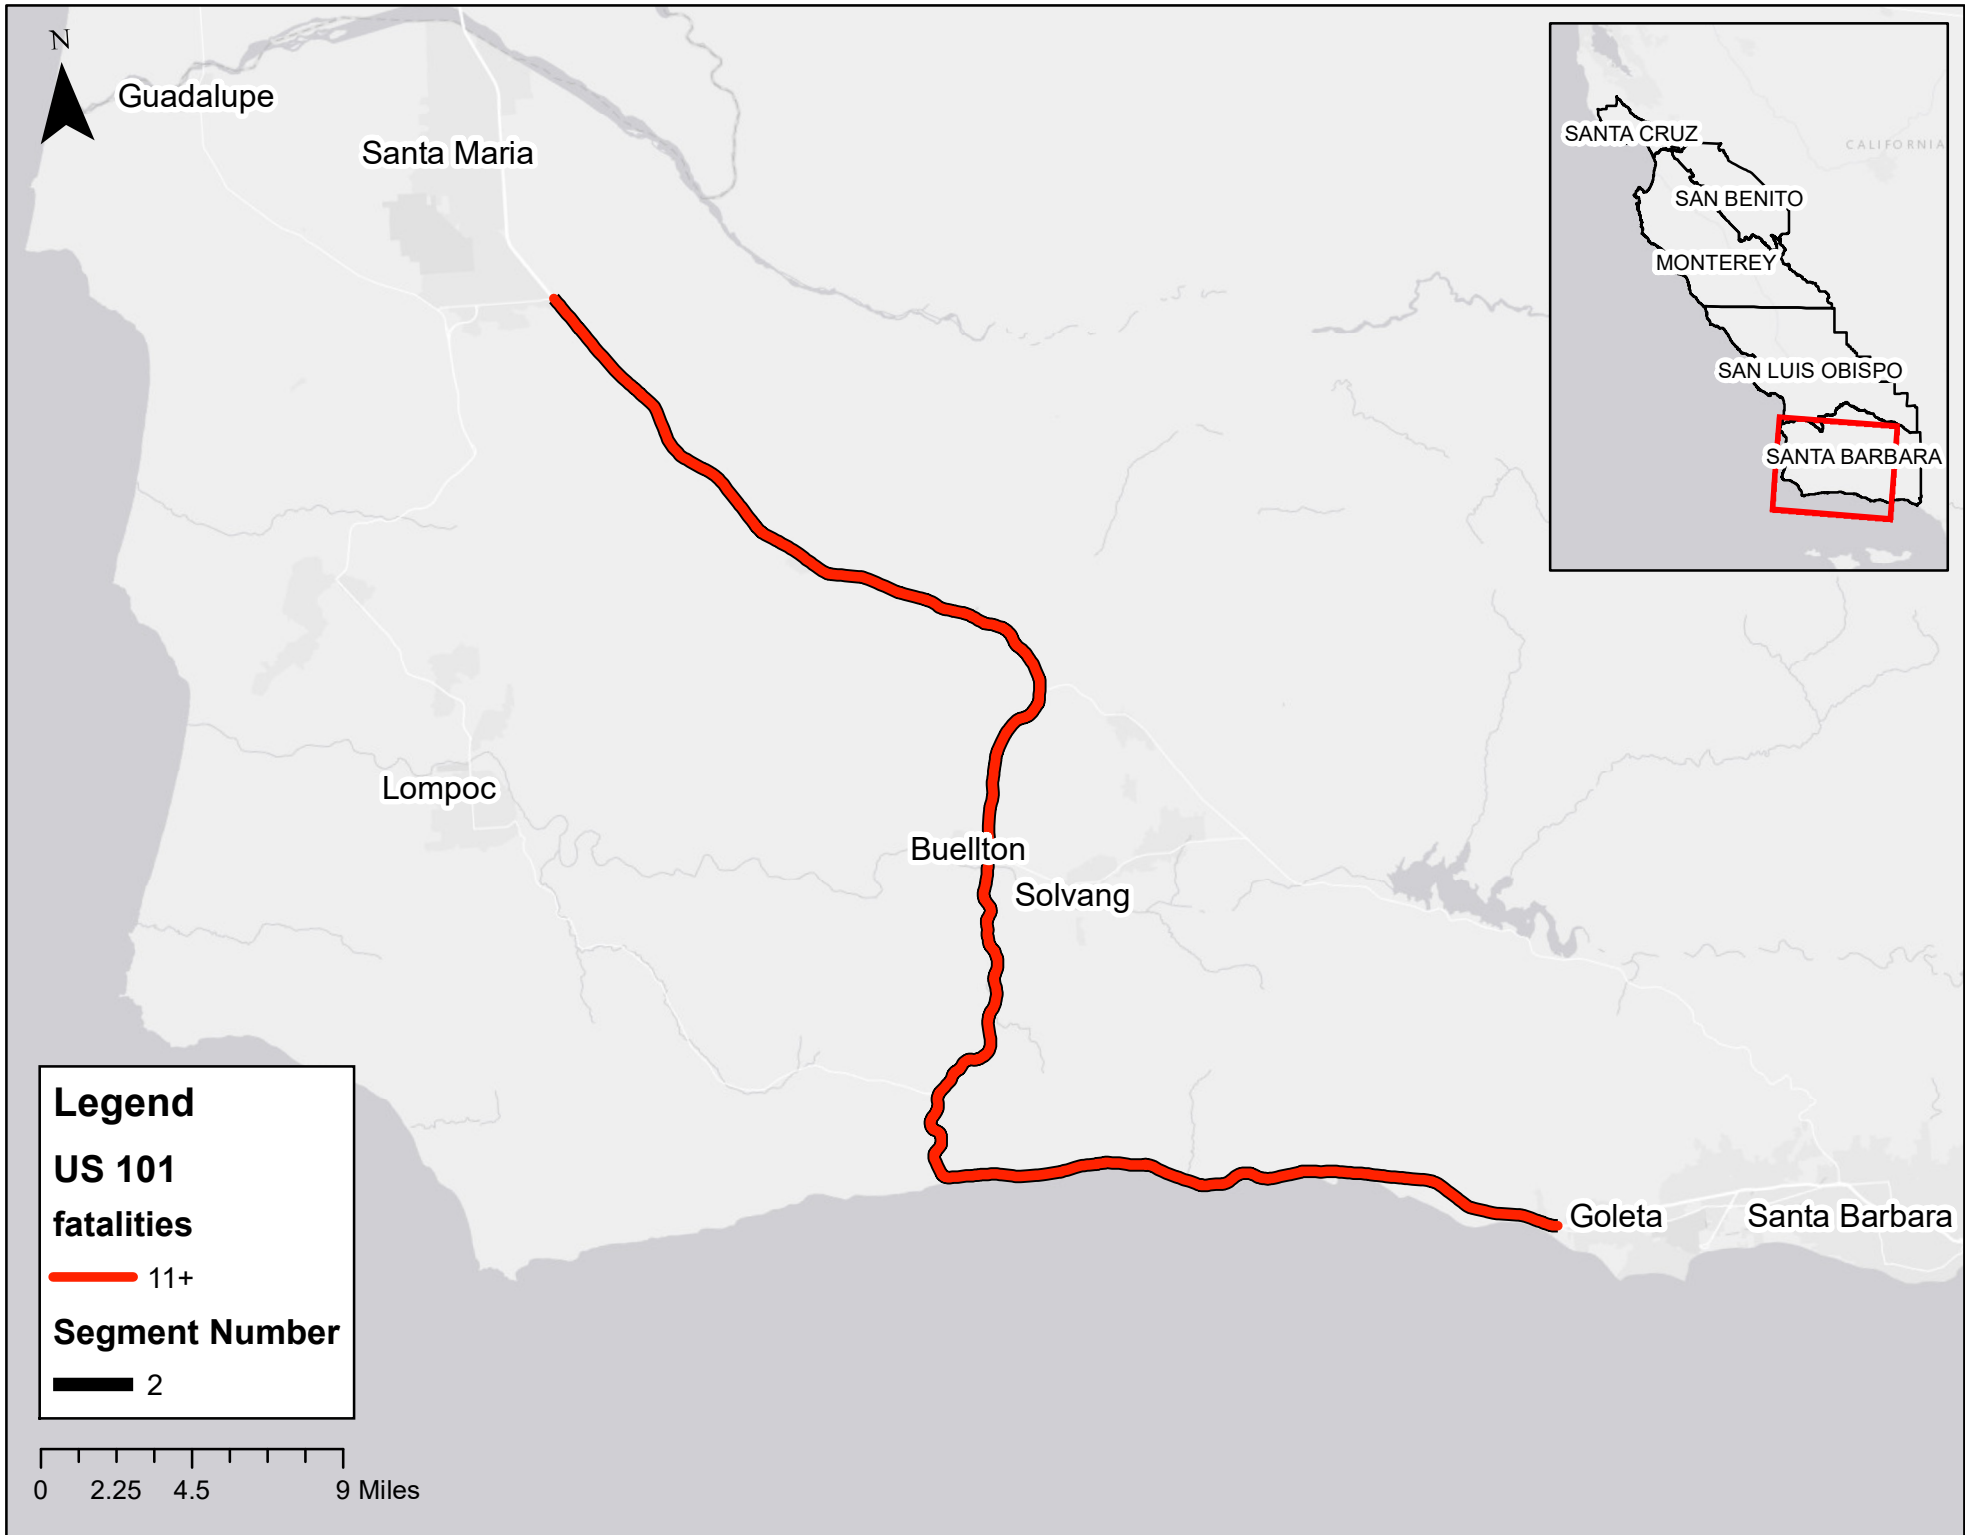 N
Guadalupe
Santa Maria
Lompoc
Buellton
Solvang
Goleta
Santa Barbara
SANTA CRUZ
CALIFORNIA
SAN BENITO
MONTEREY
SAN LUIS OBISPO
SANTA BARBARA
Legend
US 101
fatalities
11+
Segment Number
2
0 2.25 4.5 9 Miles